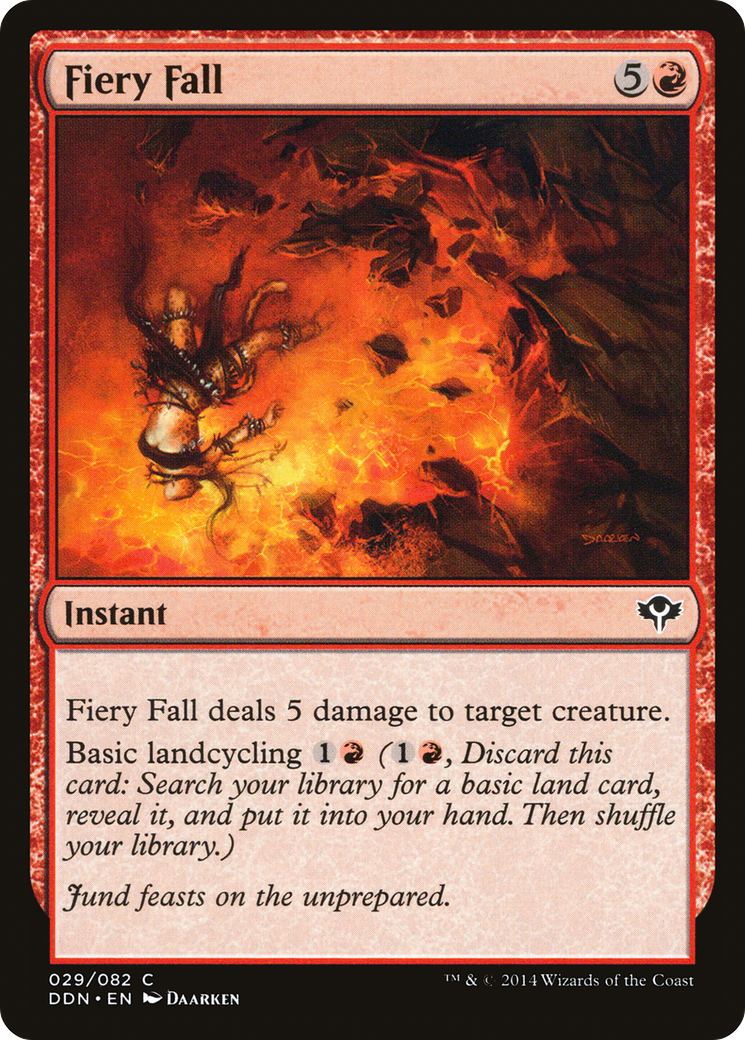 Fiery Fall
5
DAARKEN
Instant
Fiery Fall deals 5 damage to target creature.
Basic landcycling 1 (1 , Discard this
card: Search your library for a basic land card,
reveal it, and put it into your hand. Then shuffle
your library.)
Jund feasts on the unprepared.
029/082 C
™ & © 2014 Wizards of the Coast
DDN • EN DAARKEN